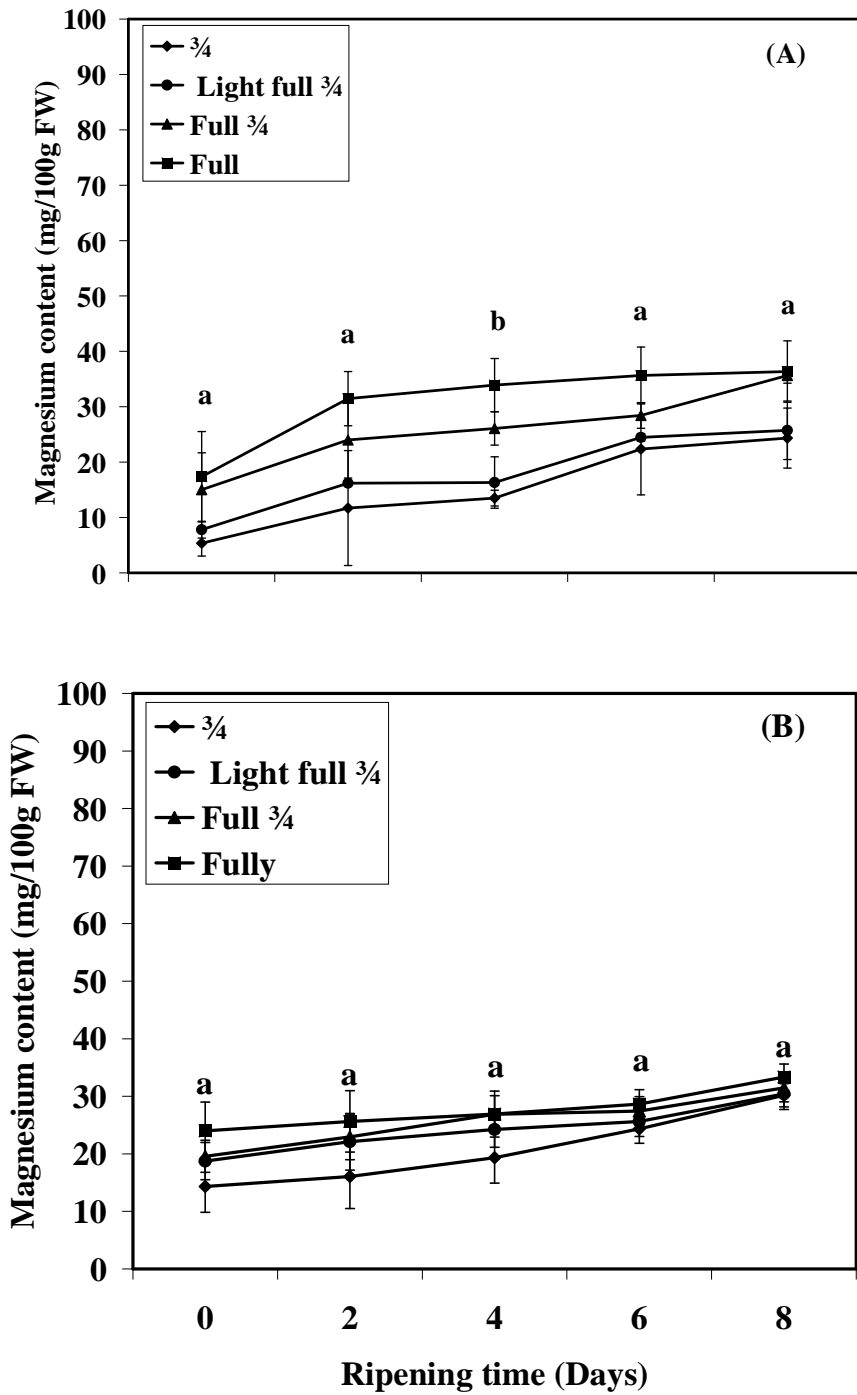 Magnesium content (mg/100g FW)
100
90
80
70
60
50
40
30
20
10
0
¾
Light full ¾
Full ¾
Full
(A)
a
a
b
a
a
Magnesium content (mg/100g FW)
100
90
80
70
60
50
40
30
20
10
0
¾
Light full ¾
Full ¾
Fully
(B)
a
a
a
a
a
0 2 4 6 8
Ripening time (Days)